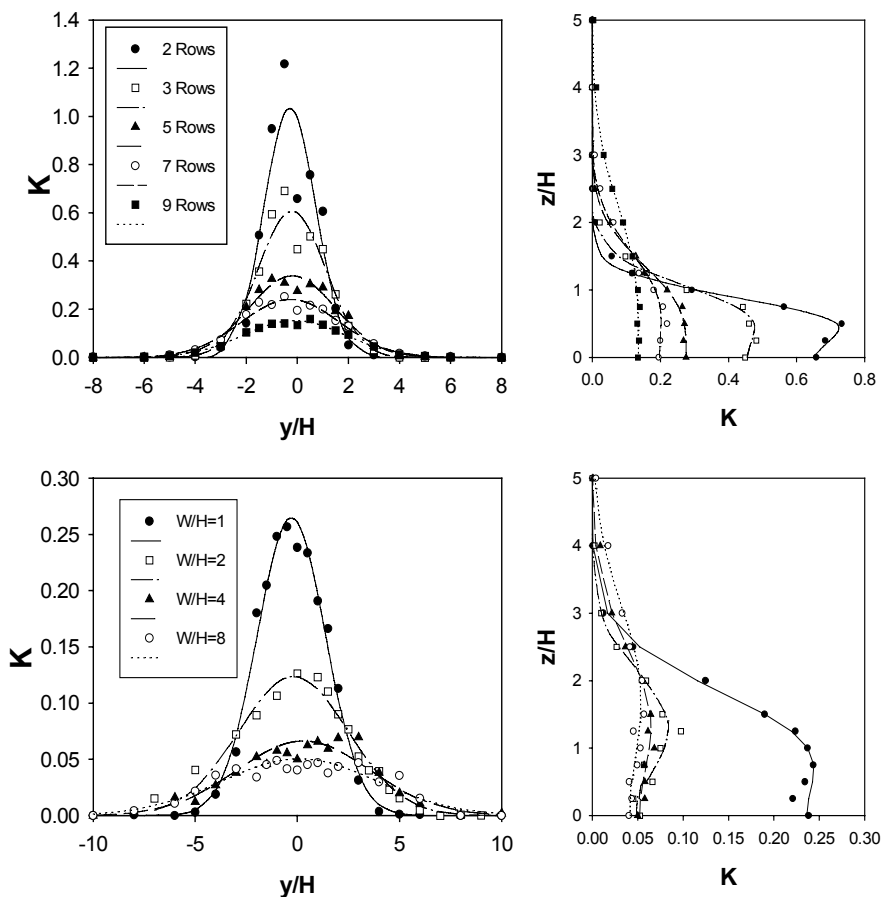 K
1.4
1.2
1.0
0.8
0.6
0.4
0.2
0.0
2 Rows
3 Rows
5 Rows
7 Rows
9 Rows
-8 -6 -4 -2 0 2 4 6 8
y/H
z/H
5
4
3
2
1
0
0.0 0.2 0.4 0.6 0.8
K
K
0.30
0.25
0.20
0.15
0.10
0.05
0.00
W/H=1
W/H=2
W/H=4
W/H=8
-10 -5 0 5 10
y/H
z/H
5
4
3
2
1
0
0.00 0.05 0.10 0.15 0.20 0.25 0.30
K